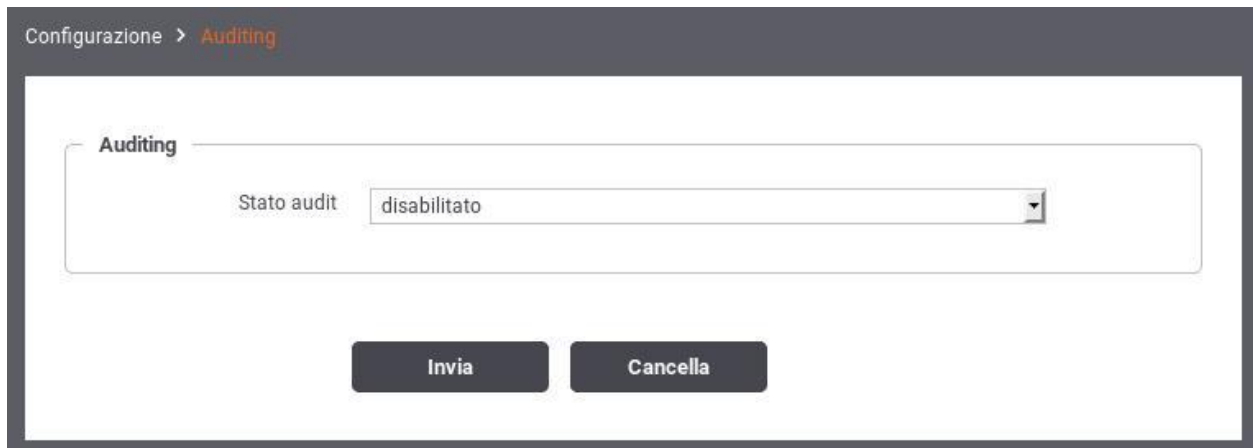 Configurazione > Auditing
Auditing
Stato audit disabilitato
Invia Cancella